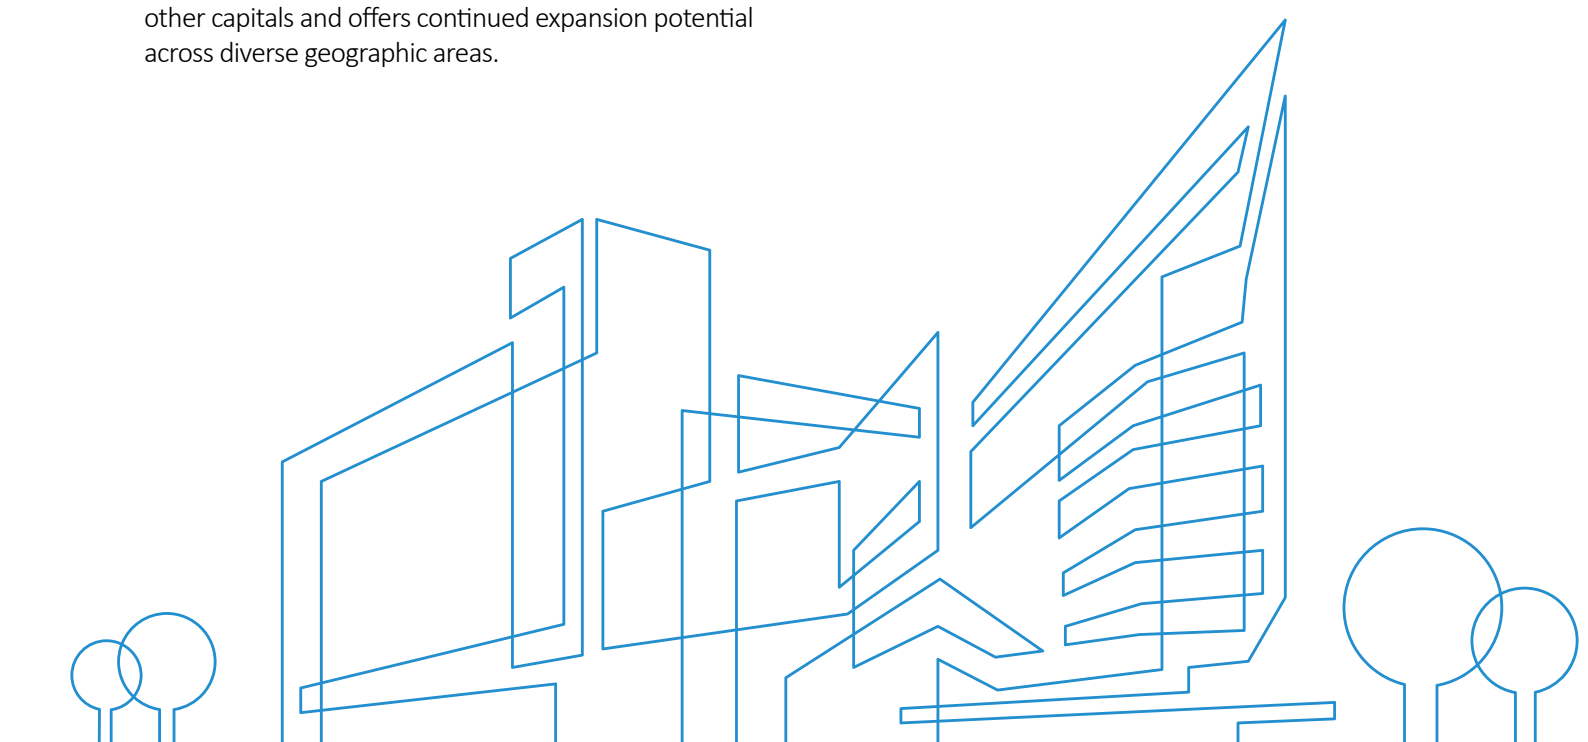 other capitals and offers continued expansion potential
across diverse geographic areas.